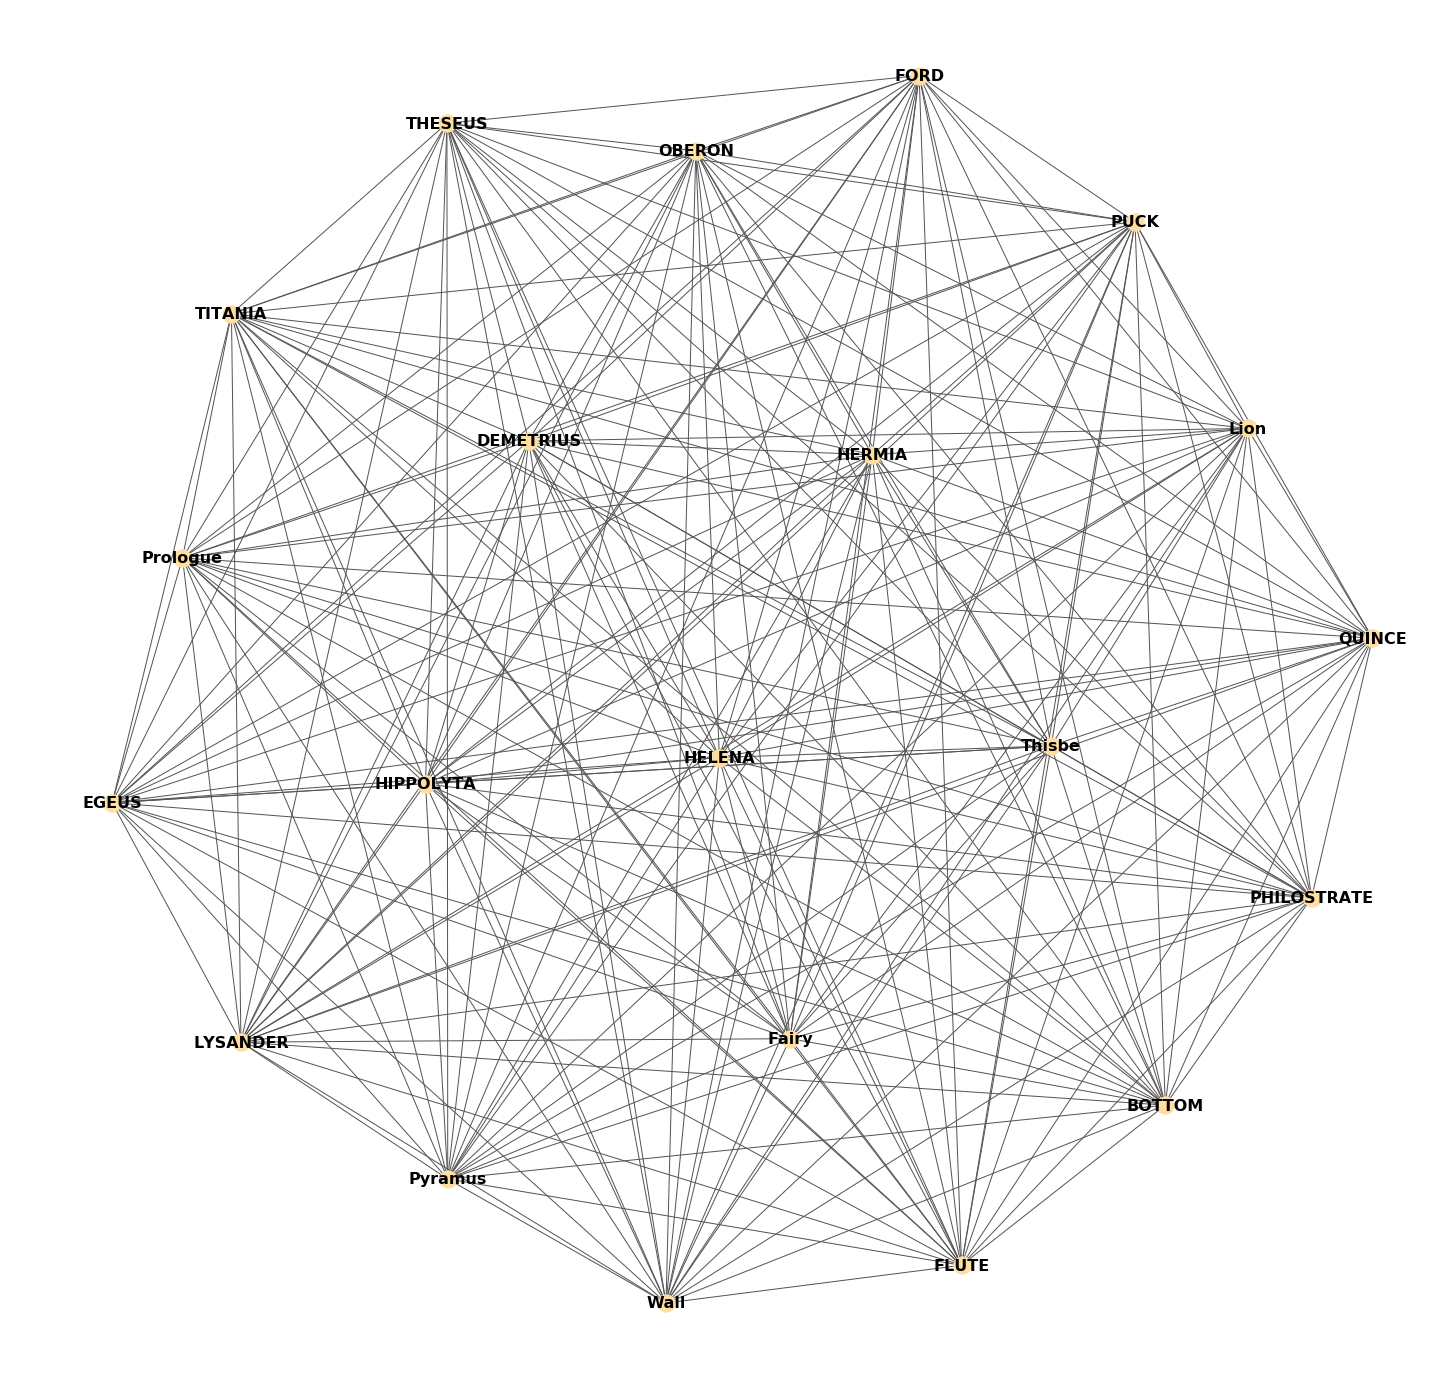 FORD
THESEUS
OBERON
PUCK
TITANIA
Lion
DEMETRIUS
HERMIA
Prologue
QUINCE
Thisbe
HELENA
HIPPOLYTA
EGEUS
PHILOSTRATE
Fairy
LYSANDER
BOTTOM
Pyramus
FLUTE
Wall